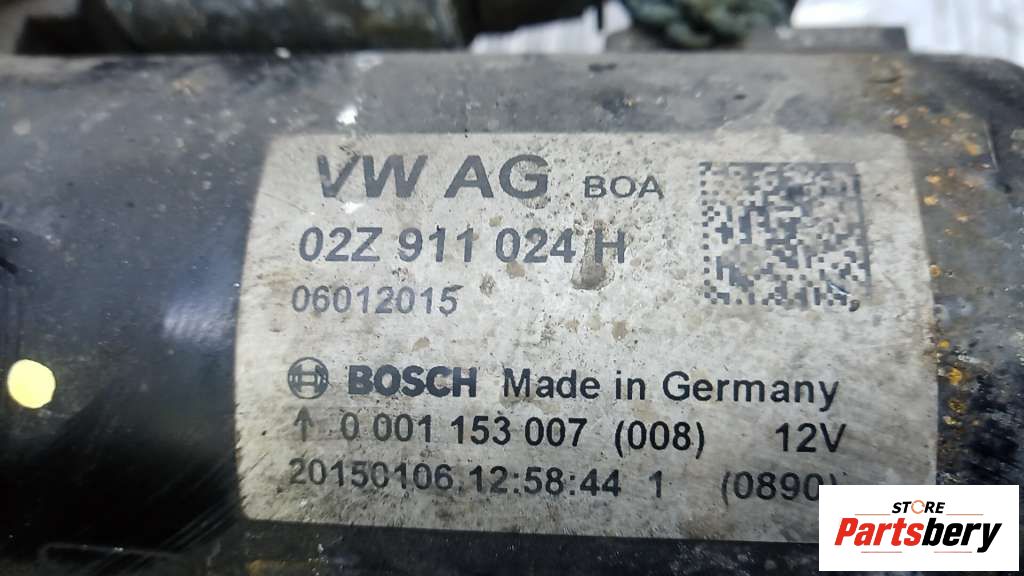 VW AG BOA
02Z 911 024 H
06012015
BOSCH Made in Germany
↑ 0 001 153 007 (008) 12V
20150106 12:58:44 1 (0890)
STORE
Partsbery